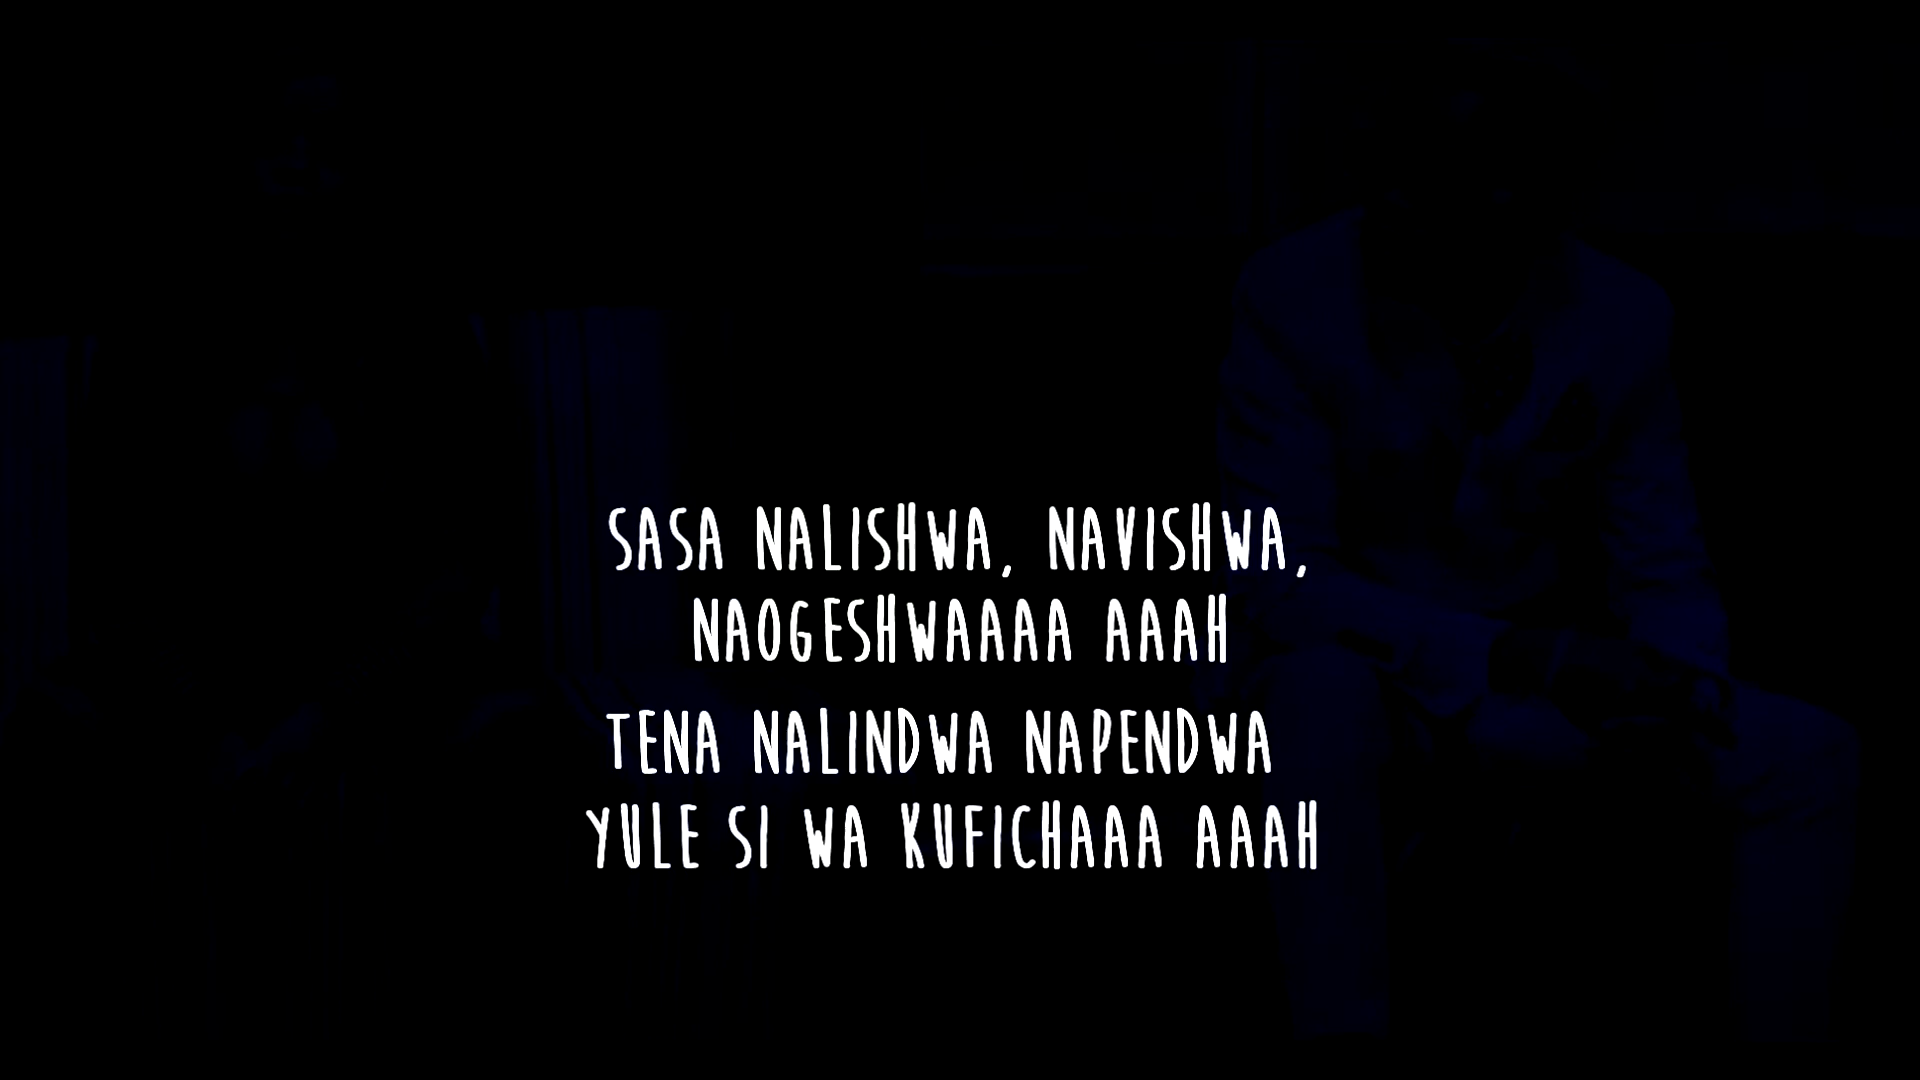 SASA NALISHWA, NAVISHWA,
NAOGESHWAAAA AAAH
TENA NALINDWA NAPENDWA
YULE SI WA KUFICHAAA AAAH